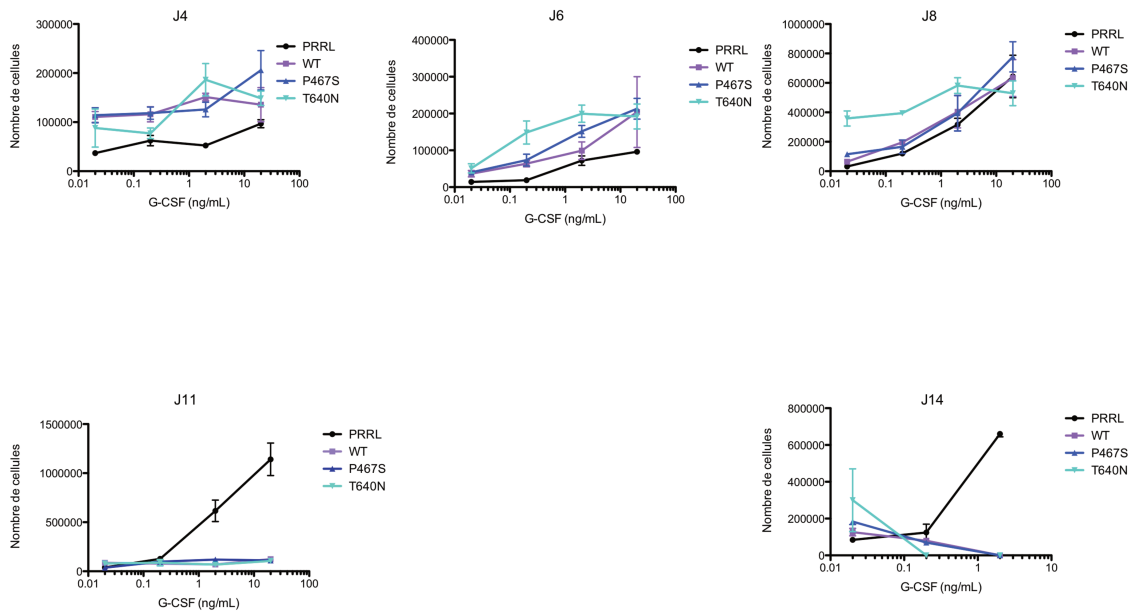 J4
Nombre de cellules
300000
200000
100000
0
0.01 0.1 1 10 100
G-CSF (ng/mL)
PRRL
WT
P467S
T640N
J6
Nombre de cellules
400000
300000
200000
100000
0
0.01 0.1 1 10 100
G-CSF (ng/mL)
PRRL
WT
P467S
T640N
J8
Nombre de cellules
1000000
800000
600000
400000
200000
0
0.01 0.1 1 10 100
G-CSF (ng/mL)
PRRL
WT
P467S
T640N
J11
Nombre de cellules
1500000
1000000
500000
0
0.01 0.1 1 10 100
G-CSF (ng/mL)
PRRL
WT
P467S
T640N
J14
Nombre de cellules
800000
600000
400000
200000
0
0.01 0.1 1 10
G-CSF (ng/mL)
PRRL
WT
P467S
T640N